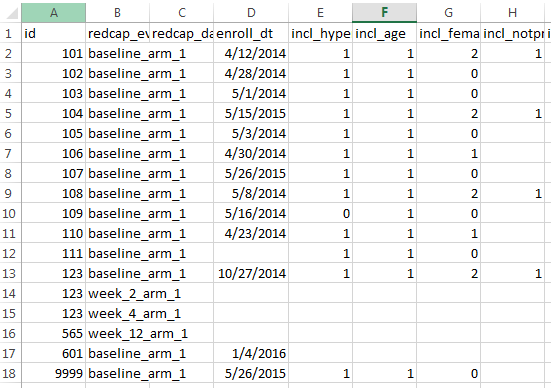 A B C D E F G H
1 id redcap_ev redcap_da enroll_dt incl_hype incl_age incl_fema incl_notpr
2 101 baseline_arm_1 4/12/2014 1 1 2 1
3 102 baseline_arm_1 4/28/2014 1 1 0
4 103 baseline_arm_1 5/1/2014 1 1 0
5 104 baseline_arm_1 5/15/2015 1 1 2 1
6 105 baseline_arm_1 5/3/2014 1 1 0
7 106 baseline_arm_1 4/30/2014 1 1 1
8 107 baseline_arm_1 5/26/2015 1 1 0
9 108 baseline_arm_1 5/8/2014 1 1 2 1
10 109 baseline_arm_1 5/16/2014 0 1 0
11 110 baseline_arm_1 4/23/2014 1 1 1
12 111 baseline_arm_1 1 1 0
13 123 baseline_arm_1 10/27/2014 1 1 2 1
14 123 week_2_arm_1
15 123 week_4_arm_1
16 565 week_12_arm_1
17 601 baseline_arm_1 1/4/2016
18 9999 baseline_arm_1 5/26/2015 1 1 0